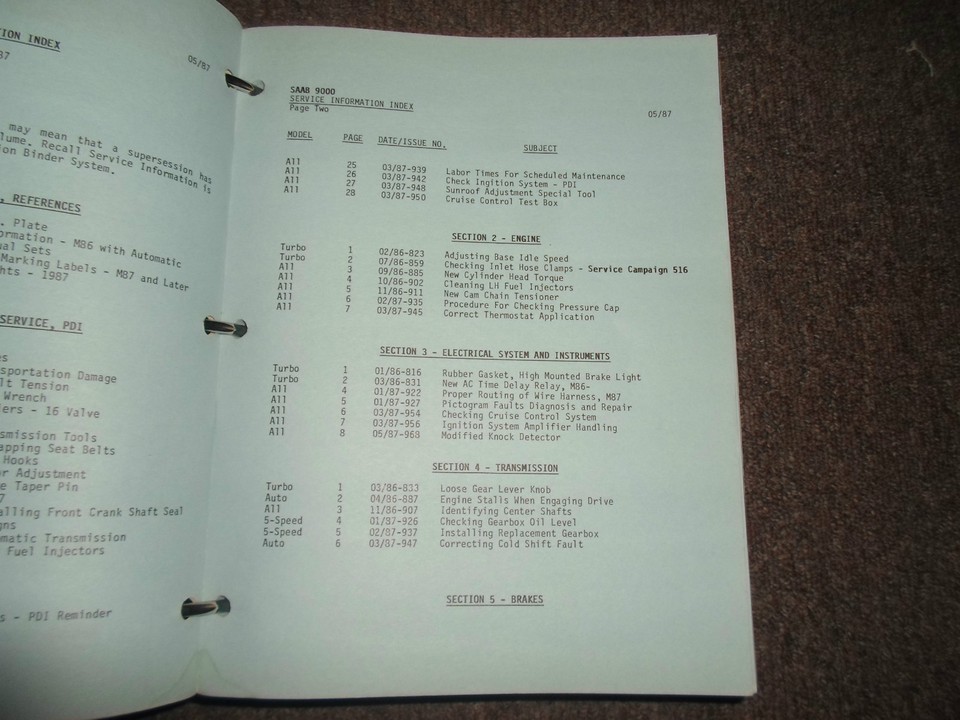 TION INDEX
87
05/87
may mean that a supersession has
lume. Recall Service Information is
ion Binder System.
, REFERENCES
. Plate
ormation - M86 with Automatic
ual Sets
Marking Labels - M87 and Later
ghts - 1987
SERVICE, PDI
es
sportation Damage
lt Tension
Wrench
iers - 16 Valve
smission Tools
apping Seat Belts
Hooks
or Adjustment
e Taper Pin
7
alling Front Crank Shaft Seal
gns
omatic Transmission
Fuel Injectors
s - PDI Reminder
SAAB 9000
SERVICE INFORMATION INDEX
Page Two
05/87
MODEL PAGE DATE/ISSUE NO. SUBJECT
All 25 03/87-939 Labor Times For Scheduled Maintenance
All 26 03/87-942 Check Ingition System - PDI
All 27 03/87-948 Sunroof Adjustment Special Tool
All 28 03/87-950 Cruise Control Test Box
SECTION 2 - ENGINE
Turbo 1 02/86-823 Adjusting Base Idle Speed
Turbo 2 07/86-859 Checking Inlet Hose Clamps - Service Campaign 516
All 3 09/86-885 New Cylinder Head Torque
All 4 10/86-902 Cleaning LH Fuel Injectors
All 5 11/86-911 New Cam Chain Tensioner
All 6 02/87-935 Procedure For Checking Pressure Cap
All 7 03/87-945 Correct Thermostat Application
SECTION 3 - ELECTRICAL SYSTEM AND INSTRUMENTS
Turbo 1 01/86-816 Rubber Gasket, High Mounted Brake Light
Turbo 2 03/86-831 New AC Time Delay Relay, M86-
All 4 01/87-922 Proper Routing of Wire Harness, M87
All 5 01/87-927 Pictogram Faults Diagnosis and Repair
All 6 03/87-954 Checking Cruise Control System
All 7 03/87-956 Ignition System Amplifier Handling
All 8 05/87-968 Modified Knock Detector
SECTION 4 - TRANSMISSION
Turbo 1 03/86-833 Loose Gear Lever Knob
Auto 2 04/86-887 Engine Stalls When Engaging Drive
All 3 11/86-907 Identifying Center Shafts
5-Speed 4 01/87-926 Checking Gearbox Oil Level
5-Speed 5 02/87-937 Installing Replacement Gearbox
Auto 6 03/87-947 Correcting Cold Shift Fault
SECTION 5 - BRAKES